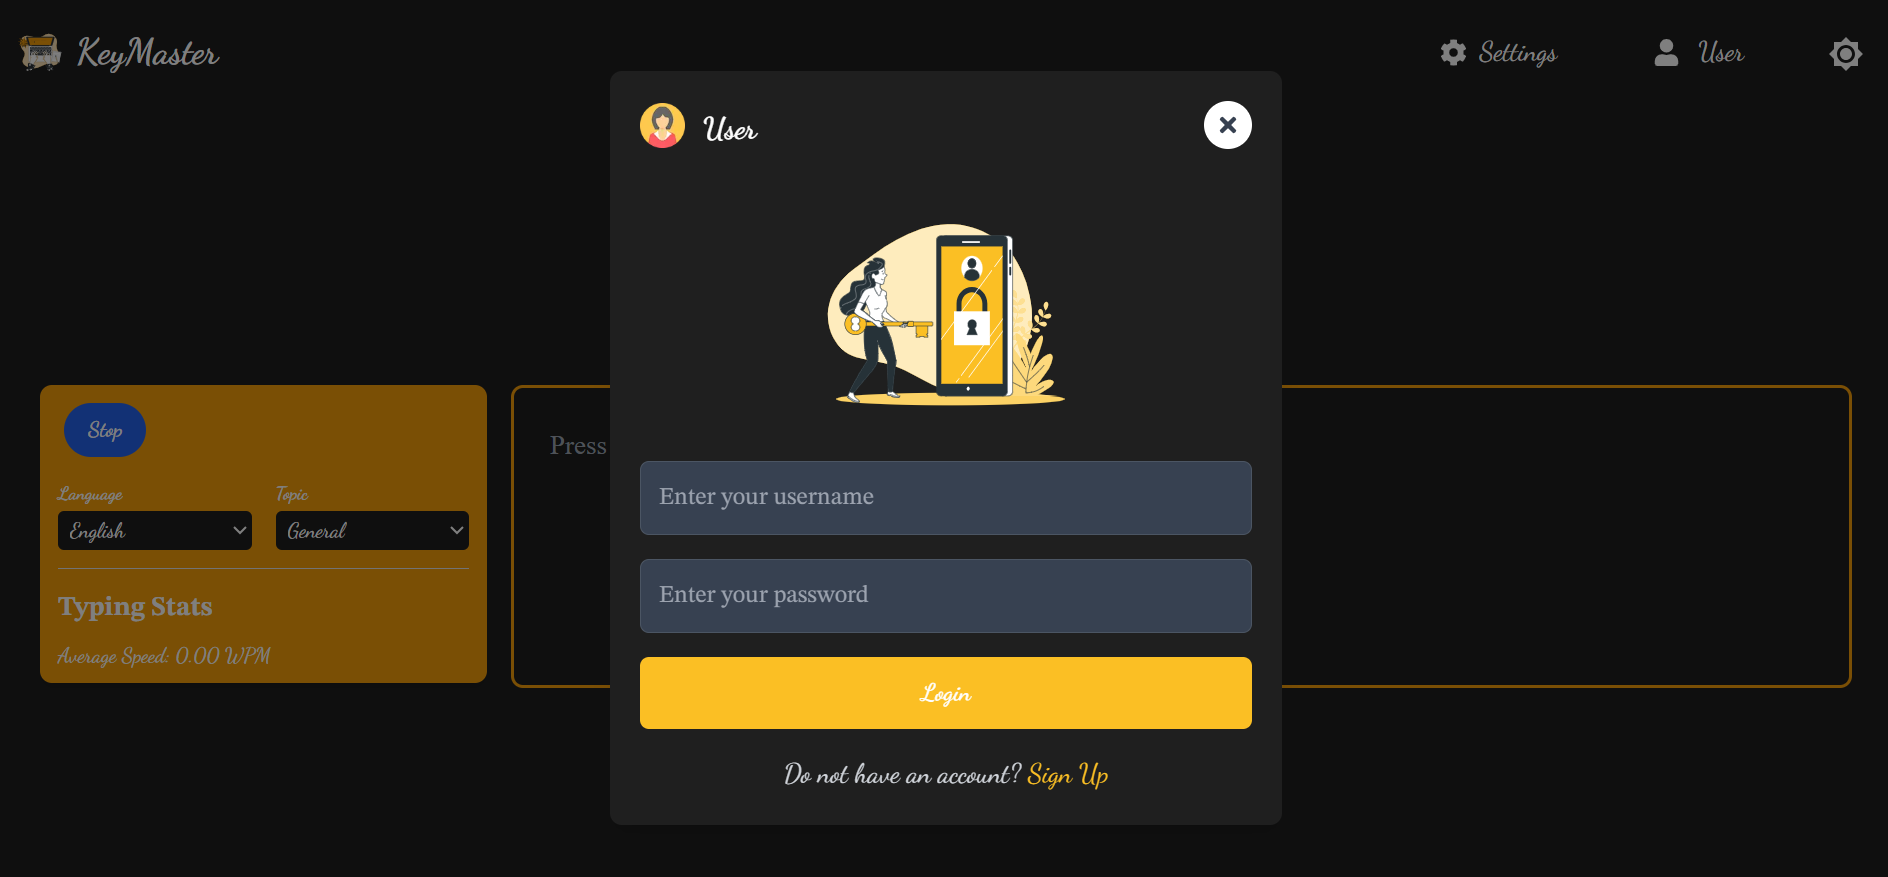 KeyMaster
Settings
User
User
Stop
Language
Topic
English
General
Typing Stats
Average Speed: 0.00 WPM
Press
Enter your username
Enter your password
Login
Do not have an account? Sign Up